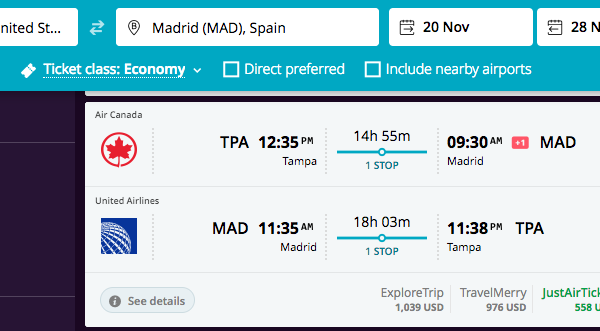 nited St...
Madrid (MAD), Spain
20 Nov
28 N
Ticket class: Economy
Direct preferred
Include nearby airports
Air Canada
TPA 12:35 PM
Tampa
14h 55m
1 STOP
09:30 AM +1 MAD
Madrid
United Airlines
MAD 11:35 AM
Madrid
18h 03m
1 STOP
11:38 PM TPA
Tampa
See details
ExploreTrip
1,039 USD
TravelMerry
976 USD
JustAirTic
558 U